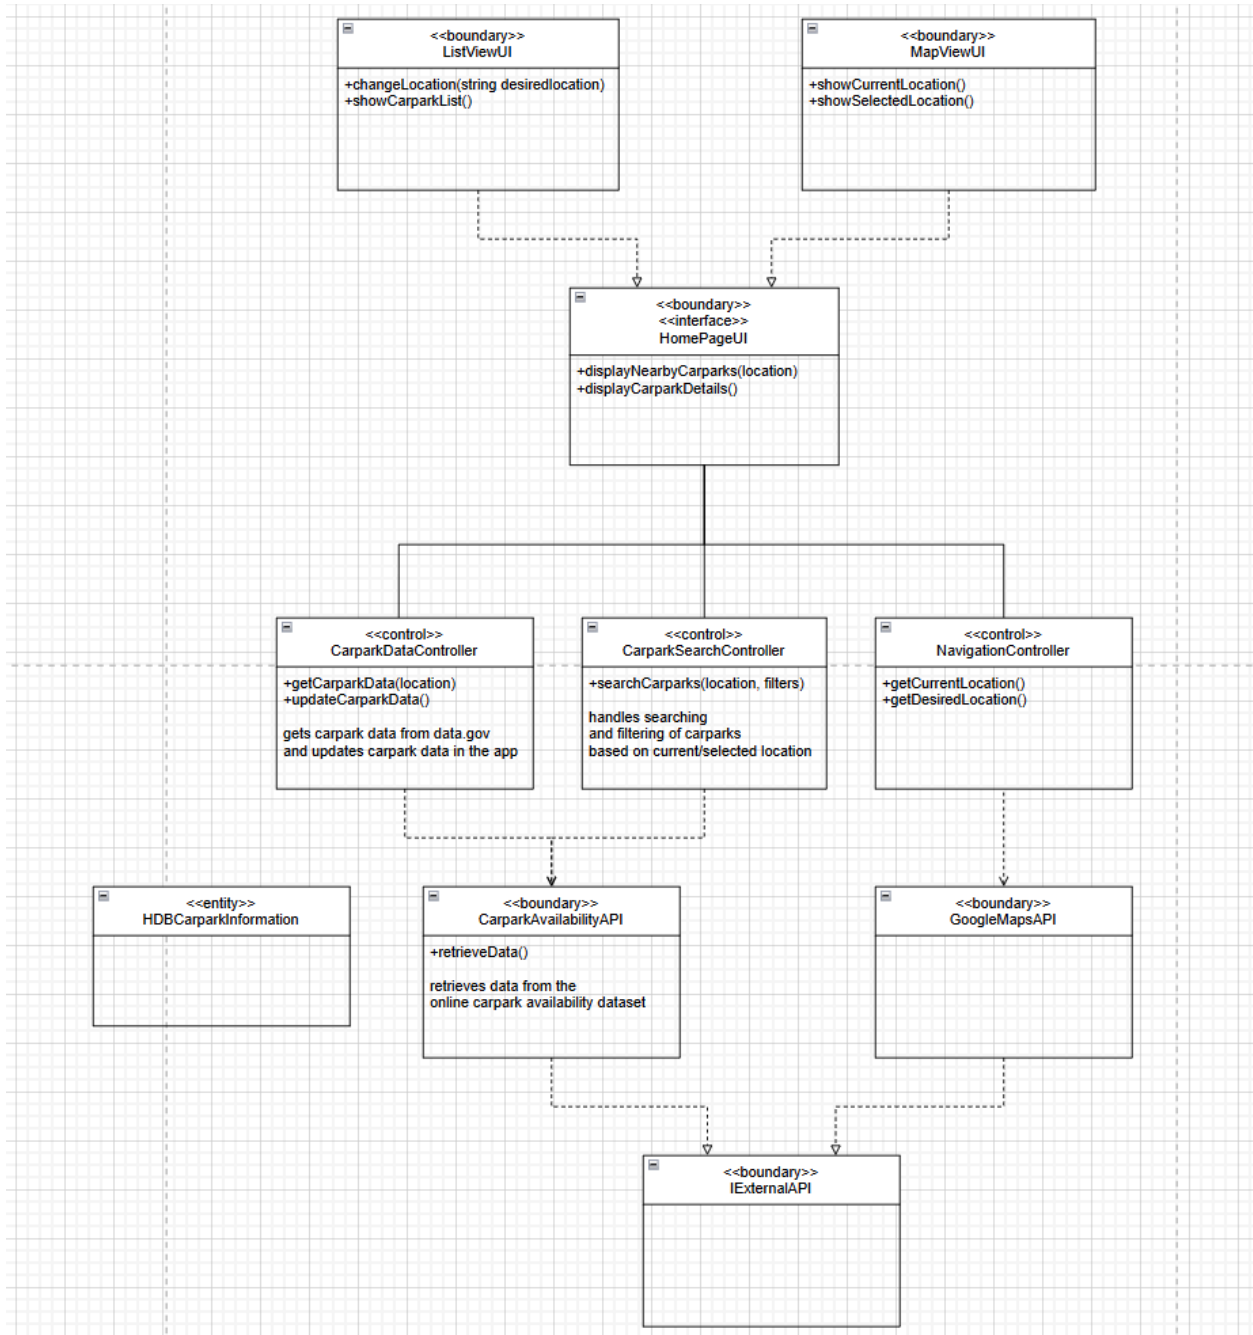 <<boundary>>
ListViewUI
+changeLocation(string desiredlocation)
+showCarparkList()
<<boundary>>
MapViewUI
+showCurrentLocation()
+showSelectedLocation()
<<boundary>>
<<interface>>
HomePageUI
+displayNearbyCarparks(location)
+displayCarparkDetails()
<<control>>
CarparkDataController
+getCarparkData(location)
+updateCarparkData()
gets carpark data from data.gov
and updates carpark data in the app
<<control>>
CarparkSearchController
+searchCarparks(location, filters)
handles searching
and filtering of carparks
based on current/selected location
<<control>>
NavigationController
+getCurrentLocation()
+getDesiredLocation()
<<entity>>
HDBCarparkInformation
<<boundary>>
CarparkAvailabilityAPI
+retrieveData()
retrieves data from the
online carpark availability dataset
<<boundary>>
GoogleMapsAPI
<<boundary>>
IExternalAPI